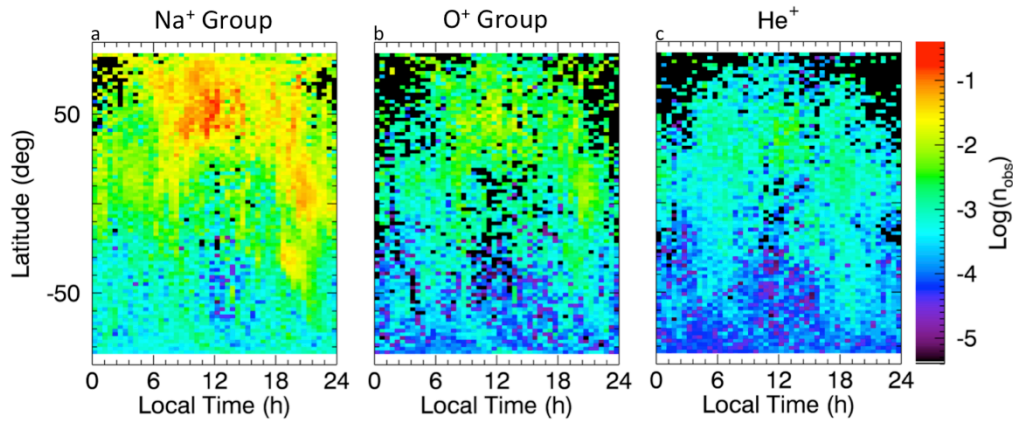 Na⁺ Group
O⁺ Group
He⁺
a
b
c
Latitude (deg)
50
-50
0 6 12 18 24
Local Time (h)
0 6 12 18 24
Local Time (h)
0 6 12 18 24
Local Time (h)
-1
-2
-3
-4
-5
Log(nobs)